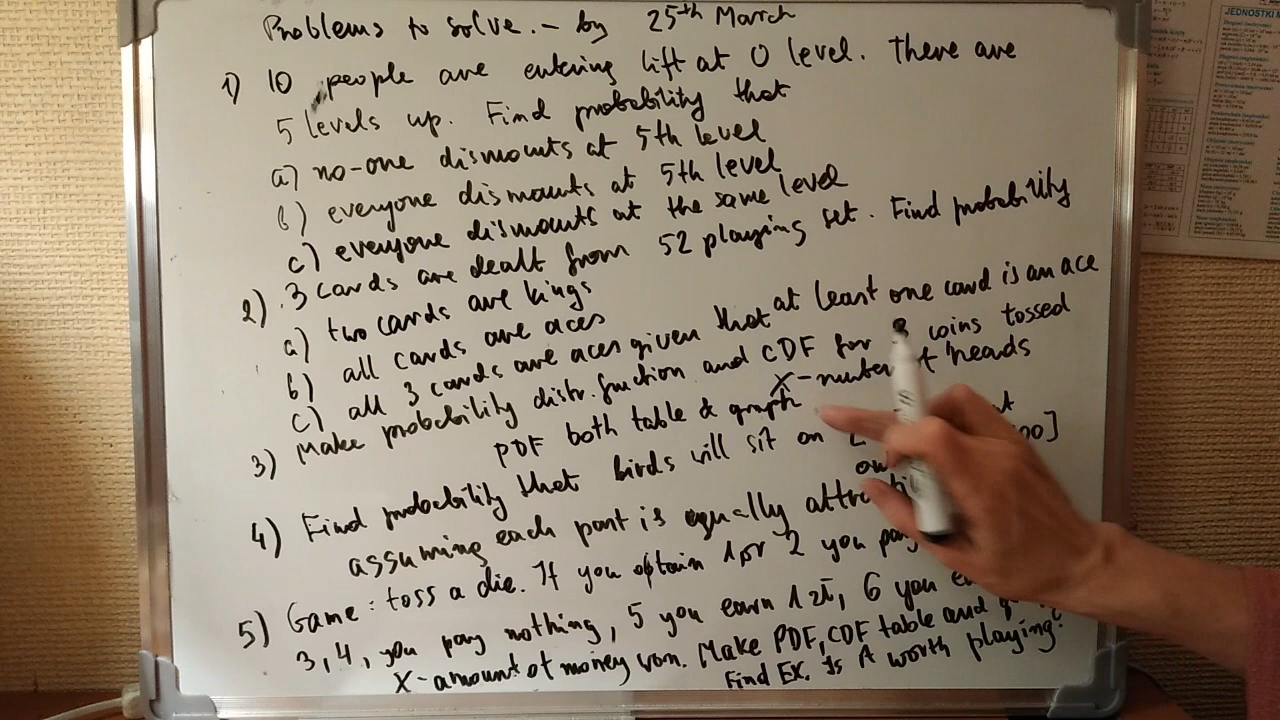 Problems to solve. - by 25th March
1) 10 people are entering lift at 0 level. There are
5 levels up. Find probability that
a) no-one dismounts at 5th level
b) everyone dismounts at 5th level
c) everyone dismounts at the same level
2) 3 cards are dealt from 52 playing set. Find probability
a) two cards are kings
b) all cards are aces
c) all 3 cards are aces given that at least one card is an ace
3) Make probability distr. function and CDF for coins tossed
PDF both table & graph X - heads
4) Find probability that birds will sit on
assuming each part is equally
5) Game: toss a die. If you obtain 1 or 2 you pay
3, 4, you pay nothing, 5 you earn 1 zł, 6 you
X - amount of money won. Make PDF, CDF table and
Find EX. Is A worth playing?
JEDNOSTKI